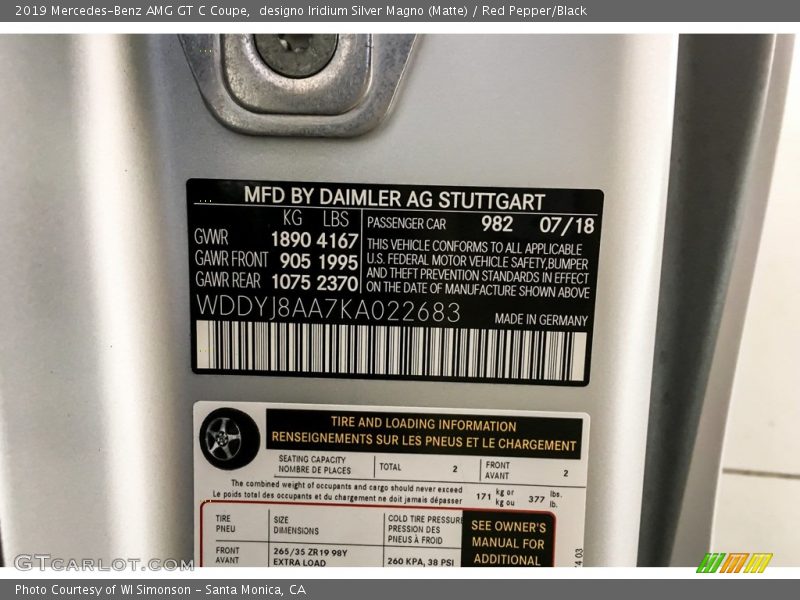 2019 Mercedes-Benz AMG GT C Coupe,  designo Iridium Silver Magno (Matte) / Red Pepper/Black
MFD BY DAIMLER AG STUTTGART
KG LBS
GVWR 1890 4167
GAWR FRONT 905 1995
GAWR REAR 1075 2370
PASSENGER CAR 982 07/18
THIS VEHICLE CONFORMS TO ALL APPLICABLE
U.S. FEDERAL MOTOR VEHICLE SAFETY,BUMPER
AND THEFT PREVENTION STANDARDS IN EFFECT
ON THE DATE OF MANUFACTURE SHOWN ABOVE
WDDYJ8AA7KA022683
MADE IN GERMANY
TIRE AND LOADING INFORMATION
RENSEIGNEMENTS SUR LES PNEUS ET LE CHARGEMENT
SEATING CAPACITY
NOMBRE DE PLACES
TOTAL 2
FRONT
AVANT
2
The combined weight of occupants and cargo should never exceed
Le poids total des occupants et du chargement ne doit jamais dépasser
171 kg or
kg ou
377 lbs.
lb.
TIRE
PNEU
SIZE
DIMENSIONS
COLD TIRE PRESSURE
PRESSION DES
PNEUS À FROID
SEE OWNER'S
MANUAL FOR
ADDITIONAL
FRONT
AVANT
265/35 ZR19 98Y
EXTRA LOAD
260 KPA, 38 PSI
GTcarlot.com
Photo Courtesy of WI Simonson - Santa Monica, CA